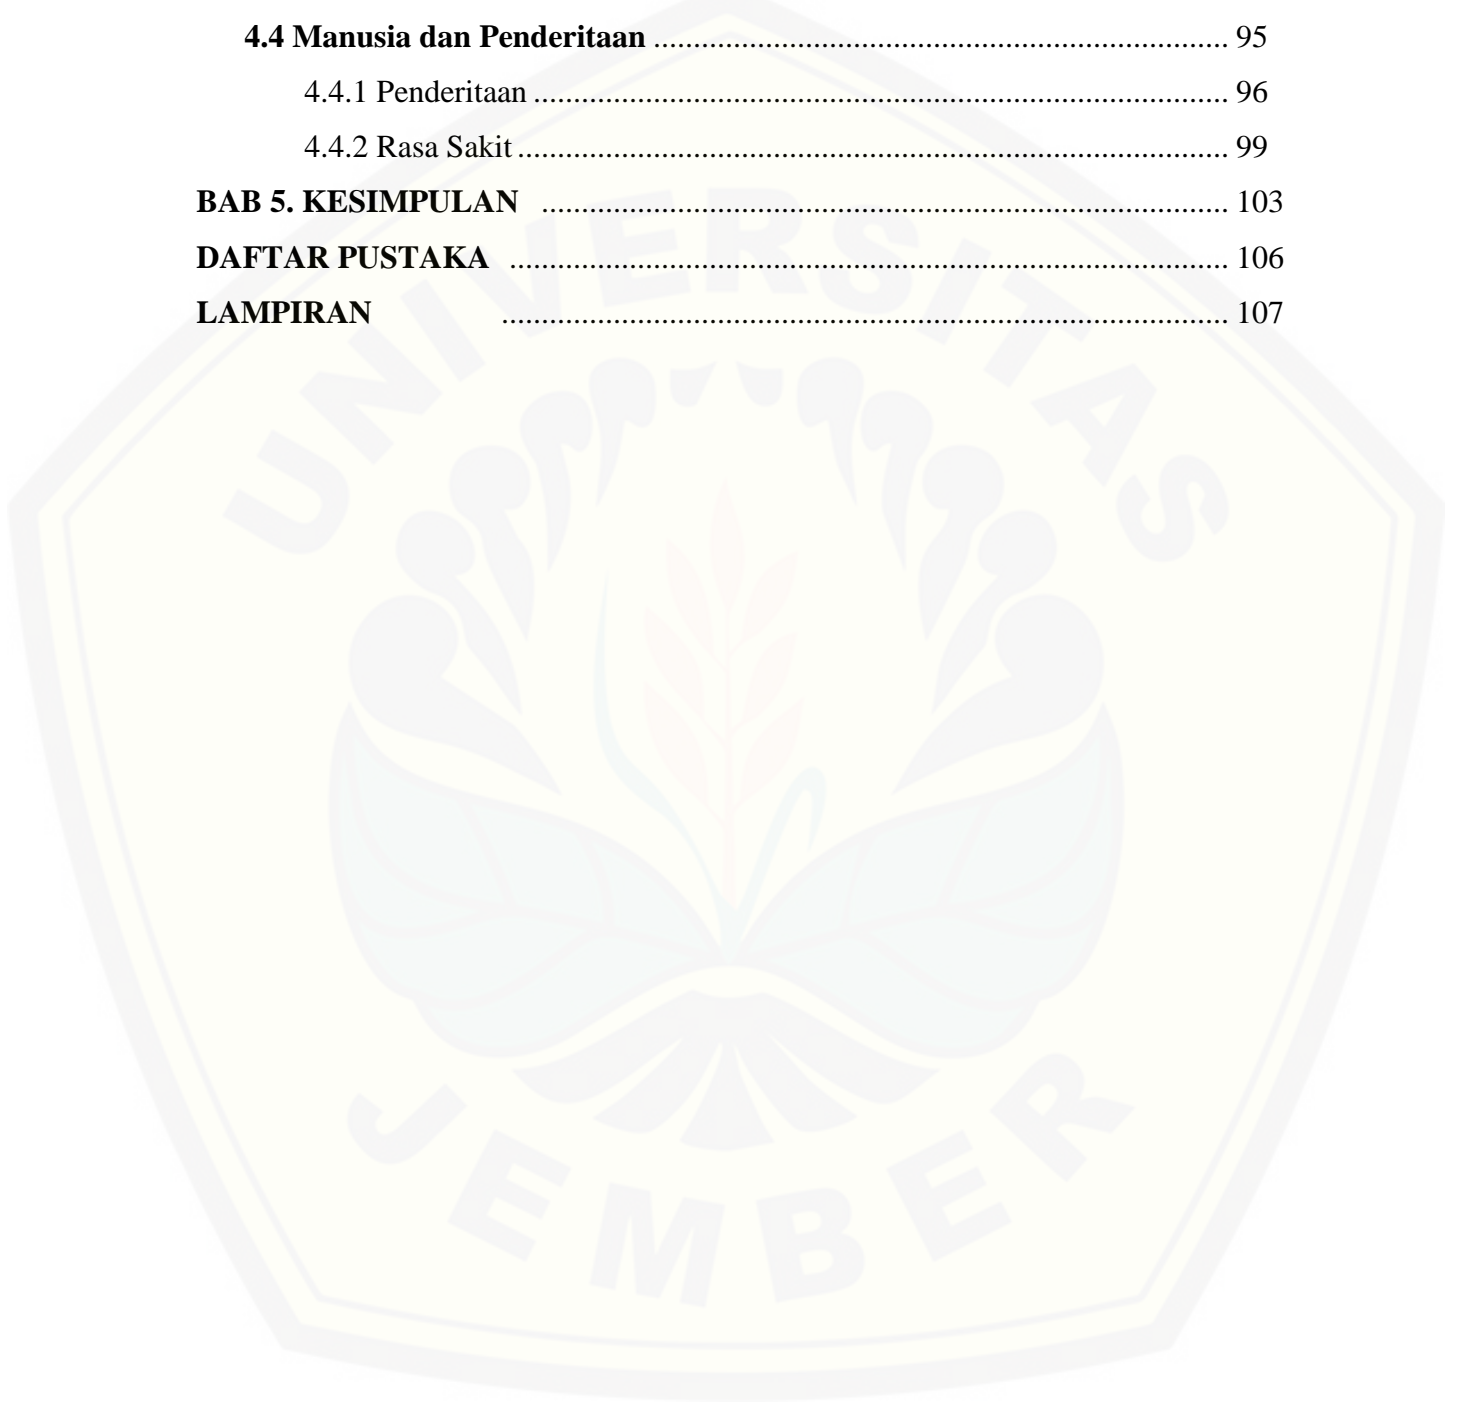 4.4 Manusia dan Penderitaan ........................................................................ 95
4.4.1 Penderitaan ....................................................................................... 96
4.4.2 Rasa Sakit ......................................................................................... 99
BAB 5. KESIMPULAN ...................................................................................... 103
DAFTAR PUSTAKA .......................................................................................... 106
LAMPIRAN ........................................................................................... 107
UNIVERSITAS
JEMBER